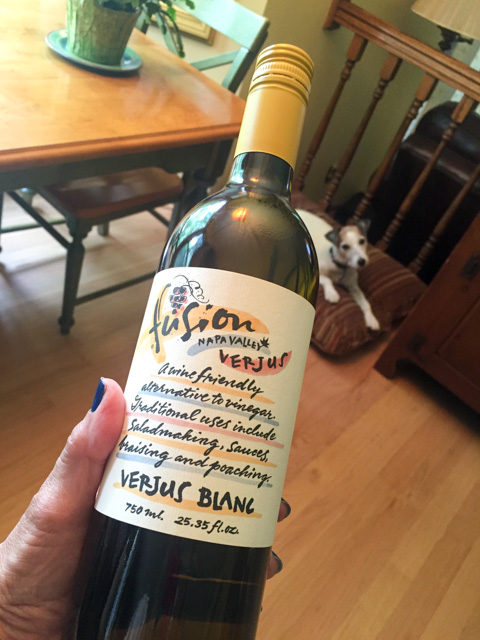 fusion
NAPA VALLEY
VERJUS
A wine friendly
alternative to vinegar.
Traditional uses include
Saladmaking, Sauces,
braising and poaching.
VERJUS BLANC
750 ml. 25.35 fl.oz.